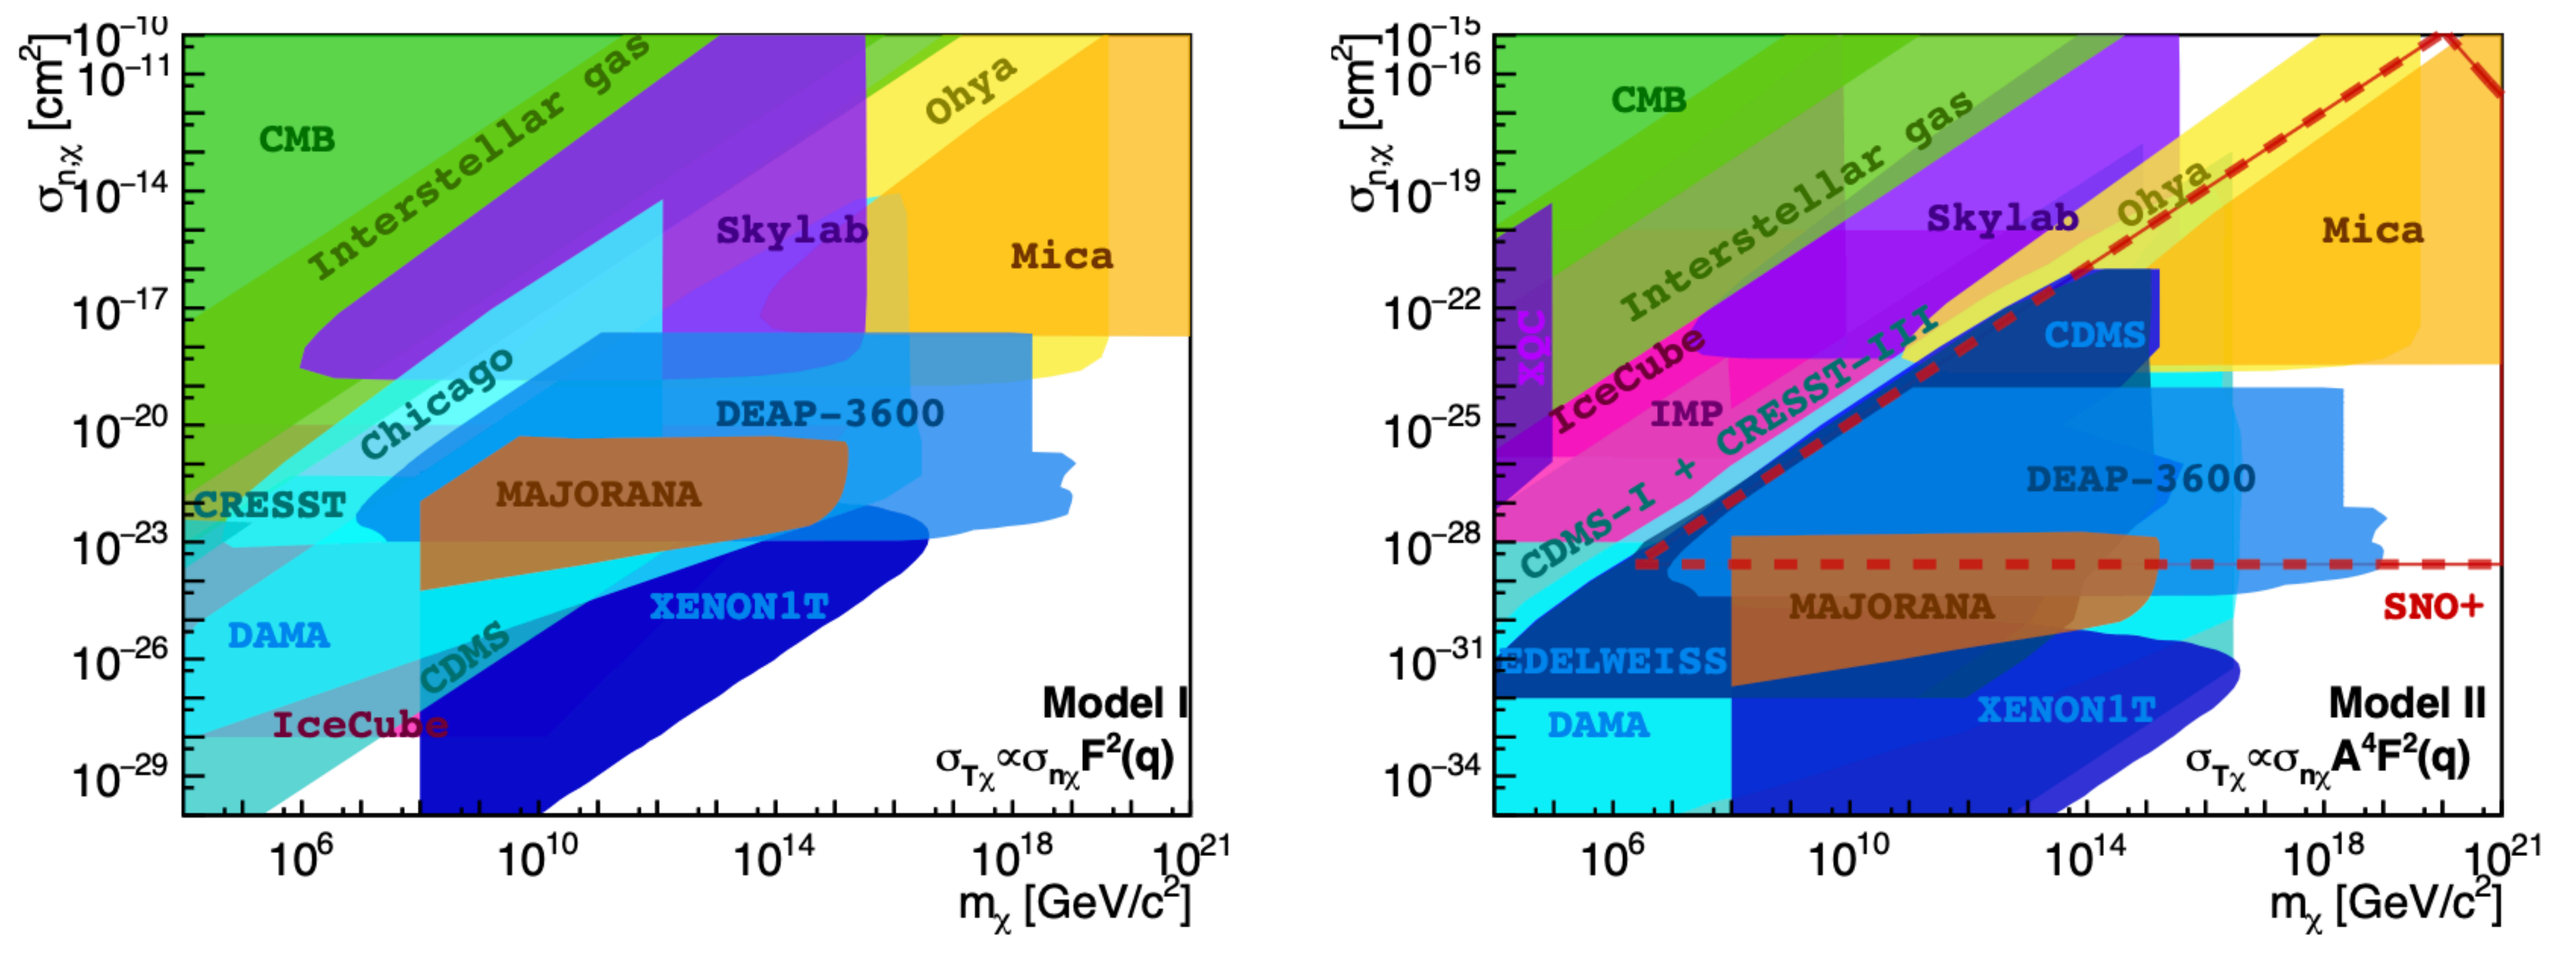 σn,χ [cm²]
10⁻¹⁰
10⁻¹¹
10⁻¹⁴
10⁻¹⁷
10⁻²⁰
10⁻²³
10⁻²⁶
10⁻²⁹
CMB
Interstellar gas
Ohya
Skylab
Mica
Chicago
DEAP-3600
CRESST
MAJORANA
DAMA
XENON1T
CDMS
IceCube
Model I
σTχ∝σnχF²(q)
10⁶
10¹⁰
10¹⁴
10¹⁸
10²¹
mχ [GeV/c²]
σn,χ [cm²]
10⁻¹⁵
10⁻¹⁶
10⁻¹⁹
10⁻²²
10⁻²⁵
10⁻²⁸
10⁻³¹
10⁻³⁴
CMB
Interstellar gas
Ohya
Skylab
Mica
XQC
IceCube
IMP
CDMS-I + CRESST-III
CDMS
DEAP-3600
MAJORANA
SNO+
EDELWEISS
DAMA
XENON1T
Model II
σTχ∝σnχA⁴F²(q)
10⁶
10¹⁰
10¹⁴
10¹⁸
10²¹
mχ [GeV/c²]